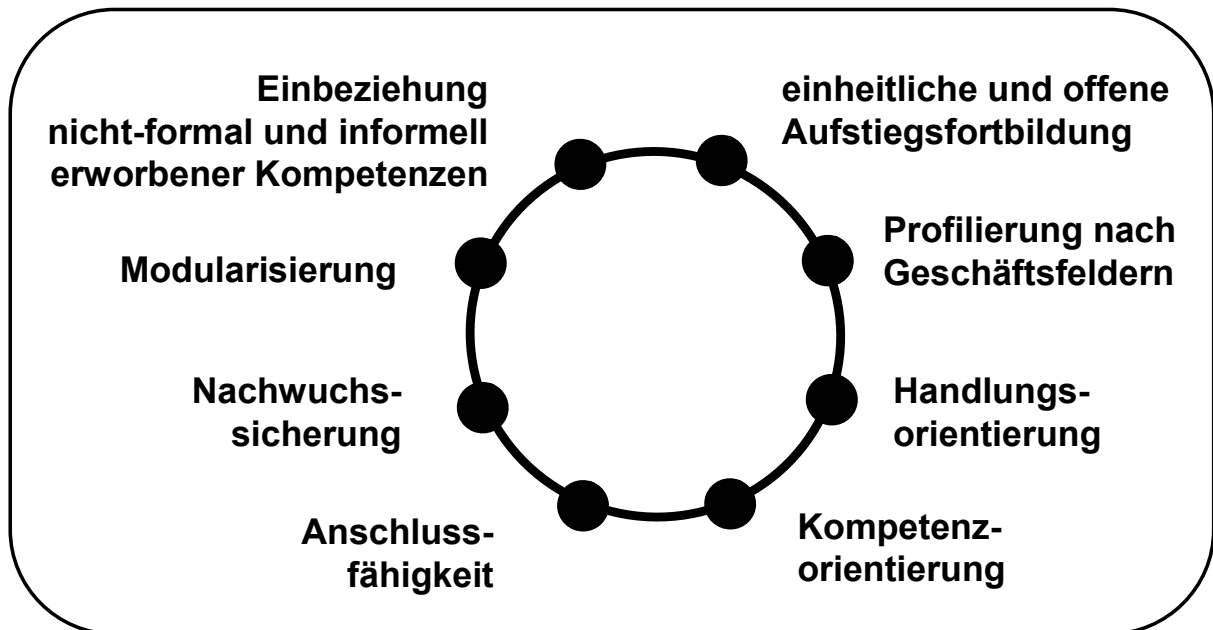 Einbeziehung
nicht-formal und informell
erworbener Kompetenzen
einheitliche und offene
Aufstiegsfortbildung
Profilierung nach
Geschäftsfeldern
Modularisierung
Handlungs-
orientierung
Nachwuchs-
sicherung
Kompetenz-
orientierung
Anschluss-
fähigkeit